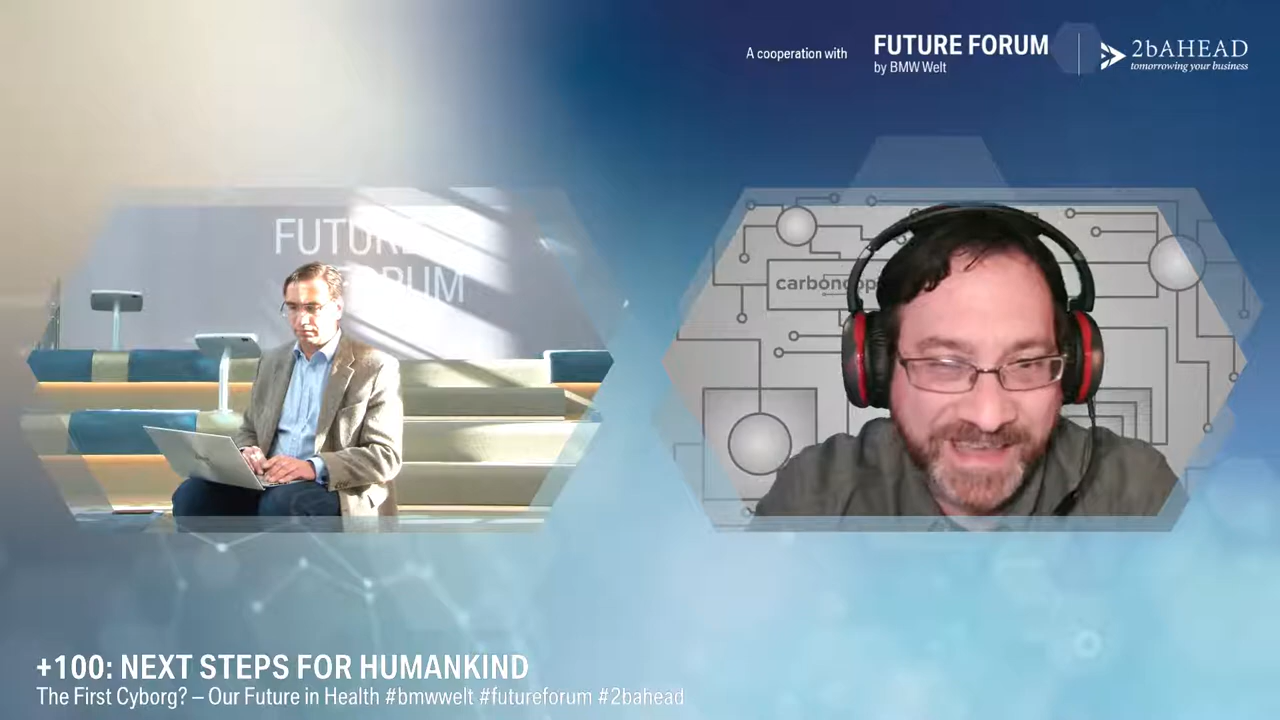 A cooperation with
FUTURE FORUM
by BMW Welt
2bAHEAD
tomorrowing your business
FUTURE
FORUM
+100: NEXT STEPS FOR HUMANKIND
The First Cyborg? – Our Future in Health #bmwwelt #futureforum #2bahead